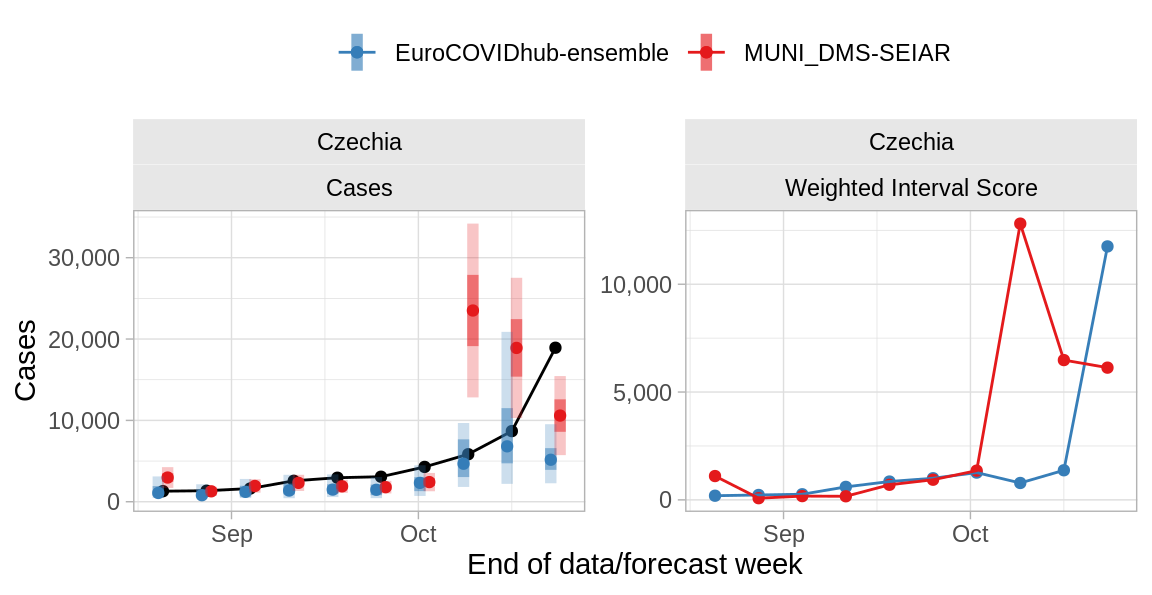 EuroCOVIDhub-ensemble MUNI_DMS-SEIAR
Czechia
Cases
Cases
30,000
20,000
10,000
0
Sep Oct
Czechia
Weighted Interval Score
10,000
5,000
0
Sep Oct
End of data/forecast week